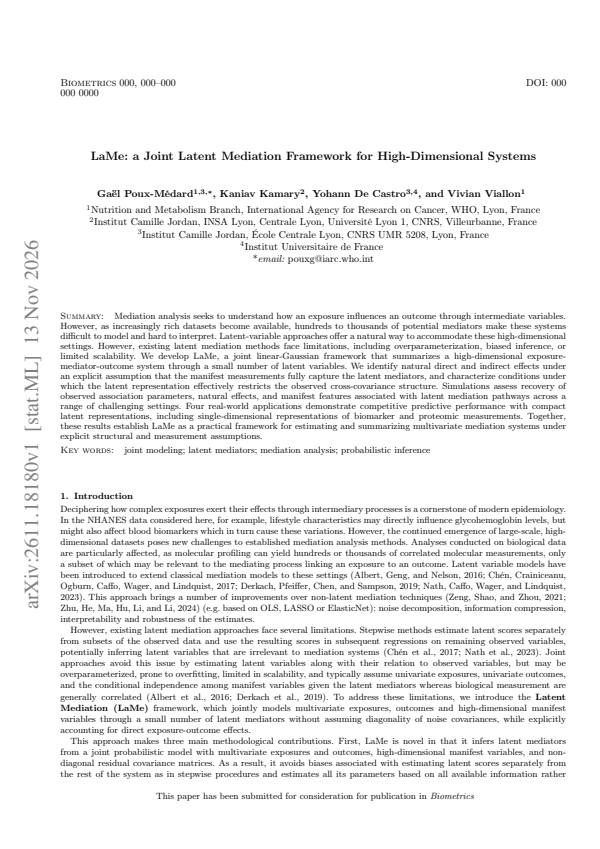 BIOMETRICS 000, 000–000
DOI: 000
000 0000
LaMe: a Joint Latent Mediation Framework for High-Dimensional Systems
Gaël Poux-Médard1,3,*, Kaniav Kamary2, Yohann De Castro3,4, and Vivian Viallon1
1Nutrition and Metabolism Branch, International Agency for Research on Cancer, WHO, Lyon, France
2Institut Camille Jordan, INSA Lyon, Centrale Lyon, Université Lyon 1, CNRS, Villeurbanne, France
3Institut Camille Jordan, École Centrale Lyon, CNRS UMR 5208, Lyon, France
4Institut Universitaire de France
*email: pouxg@iarc.who.int
SUMMARY: Mediation analysis seeks to understand how an exposure influences an outcome through intermediate variables.
However, as increasingly rich datasets become available, hundreds to thousands of potential mediators make these systems
difficult to model and hard to interpret. Latent-variable approaches offer a natural way to accommodate these high-dimensional
settings. However, existing latent mediation methods face limitations, including overparameterization, biased inference, or
limited scalability. We develop LaMe, a joint linear-Gaussian framework that summarizes a high-dimensional exposure-
mediator-outcome system through a small number of latent variables. We identify natural direct and indirect effects under
an explicit assumption that the manifest measurements fully capture the latent mediators, and characterize conditions under
which the latent representation effectively restricts the observed cross-covariance structure. Simulations assess recovery of
observed association parameters, natural effects, and manifest features associated with latent mediation pathways across a
range of challenging settings. Four real-world applications demonstrate competitive predictive performance with compact
latent representations, including single-dimensional representations of biomarker and proteomic measurements. Together,
these results establish LaMe as a practical framework for estimating and summarizing multivariate mediation systems under
explicit structural and measurement assumptions.
KEY WORDS: joint modeling; latent mediators; mediation analysis; probabilistic inference
1. Introduction
Deciphering how complex exposures exert their effects through intermediary processes is a cornerstone of modern epidemiology.
In the NHANES data considered here, for example, lifestyle characteristics may directly influence glycohemoglobin levels, but
might also affect blood biomarkers which in turn cause these variations. However, the continued emergence of large-scale, high-
dimensional datasets poses new challenges to established mediation analysis methods. Analyses conducted on biological data
are particularly affected, as molecular profiling can yield hundreds or thousands of correlated molecular measurements, only
a subset of which may be relevant to the mediating process linking an exposure to an outcome. Latent variable models have
been introduced to extend classical mediation models to these settings (Albert, Geng, and Nelson, 2016; Chén, Crainiceanu,
Ogburn, Caffo, Wager, and Lindquist, 2017; Derkach, Pfeiffer, Chen, and Sampson, 2019; Nath, Caffo, Wager, and Lindquist,
2023). This approach brings a number of improvements over non-latent mediation techniques (Zeng, Shao, and Zhou, 2021;
Zhu, He, Ma, Hu, Li, and Li, 2024) (e.g. based on OLS, LASSO or ElasticNet): noise decomposition, information compression,
interpretability and robustness of the estimates.
However, existing latent mediation approaches face several limitations. Stepwise methods estimate latent scores separately
from subsets of the observed data and use the resulting scores in subsequent regressions on remaining observed variables,
potentially inferring latent variables that are irrelevant to mediation systems (Chén et al., 2017; Nath et al., 2023). Joint
approaches avoid this issue by estimating latent variables along with their relation to observed variables, but may be
overparameterized, prone to overfitting, limited in scalability, and typically assume univariate exposures, univariate outcomes,
and the conditional independence among manifest variables given the latent mediators whereas biological measurement are
generally correlated (Albert et al., 2016; Derkach et al., 2019). To address these limitations, we introduce the Latent
Mediation (LaMe) framework, which jointly models multivariate exposures, outcomes and high-dimensional manifest
variables through a small number of latent mediators without assuming diagonality of noise covariances, while explicitly
accounting for direct exposure-outcome effects.
This approach makes three main methodological contributions. First, LaMe is novel in that it infers latent mediators
from a joint probabilistic model with multivariate exposures and outcomes, high-dimensional manifest variables, and non-
diagonal residual covariance matrices. As a result, it avoids biases associated with estimating latent scores separately from
the rest of the system as in stepwise procedures and estimates all its parameters based on all available information rather
This paper has been submitted for consideration for publication in Biometrics
arXiv:2611.18180v1 [stat.ML] 13 Nov 2026